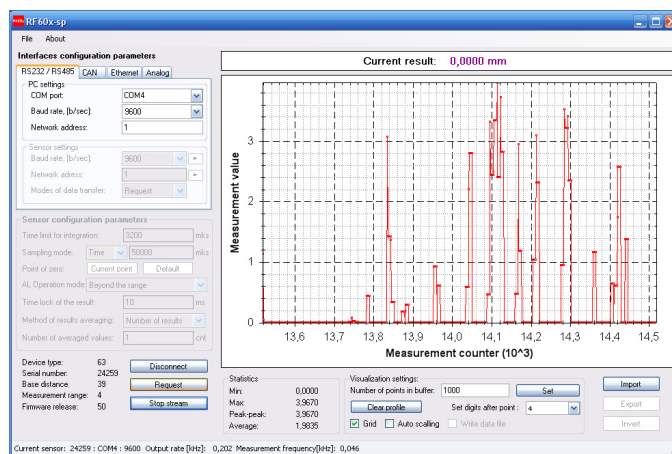 RF60x-sp
File About
Interfaces configuration parameters
RS232 / RS485 CAN Ethernet Analog
PC settings
COM port: COM4
Baud rate, [b/sec]: 9600
Network address: 1
Sensor settings
Baud rate, [b/sec]: 9600 >
Network adress: 1 >
Modes of data transfer: Request
Sensor configuration parameters
Time limit for integration: 3200 mks
Sampling mode: Time 50000 mks
Point of zero: Current point Default
AL Operation mode: Beyond the range
Time lock at the result: 10 ms
Method of results averaging: Number of results
Number of averaged values: 1 cnt
Device type: 63
Serial number: 24259
Base distance 39
Measurement range: 4
Firmware release: 50
Disconnect
Request
Stop stream
Current result: 0,0000 mm
Measurement value
3
2
1
0
13,6 13,7 13,8 13,9 14 14,1 14,2 14,3 14,4 14,5
Measurement counter (10^3)
Statistics
Min: 0,0000
Max: 3,9670
Peak-peak: 3,9670
Average: 1,9835
Visualization settings:
Number of points in buffer: 1000 Set
Clear profile Set digits after point : 4
Grid Auto scalling Write data file
Import
Export
Invert
Current sensor: 24259 : COM4 : 9600 Output rate [kHz]: 0,202 Measurement frequency[kHz]: 0,046